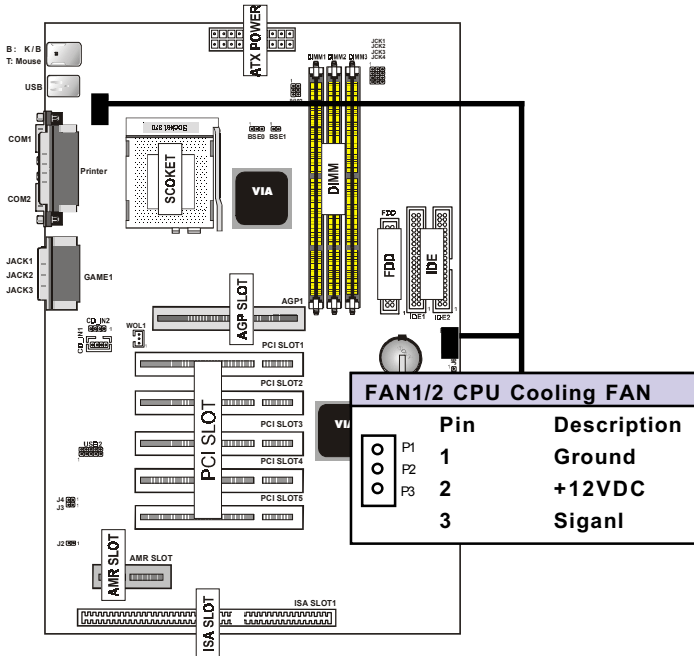 ATX POWER
B: K/B
T: Mouse
USB
COM1
COM2
Printer
JACK1
JACK2
JACK3
GAME1
DIMM1 DIMM2 DIMM3
JCK1
JCK2
JCK3
JCK4
Socket 370
SCOKET
BSE0 BSE1
VIA
DIMM
FDD
FDD
IDE
IDE1 IDE2
AGP SLOT
AGP1
CD_IN2
CD_IN1
WOL1
PCI SLOT1
PCI SLOT2
PCI SLOT3
PCI SLOT4
PCI SLOT5
PCI SLOT
USB2
J4
J3
J2
AMR SLOT
AMR SLOT
ISA SLOT1
ISA SLOT
FAN1/2 CPU Cooling FAN
Pin Description
P1 1 Ground
P2 2 +12VDC
P3 3 Siganl